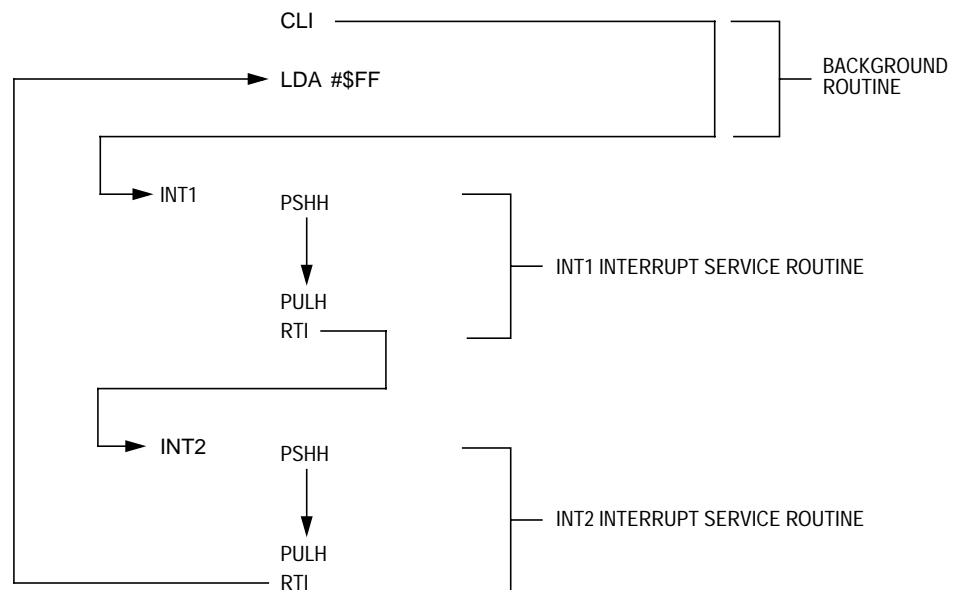 CLI
LDA #$FF
BACKGROUND
ROUTINE
INT1
PSHH
INT1 INTERRUPT SERVICE ROUTINE
PULH
RTI
INT2
PSHH
INT2 INTERRUPT SERVICE ROUTINE
PULH
RTI